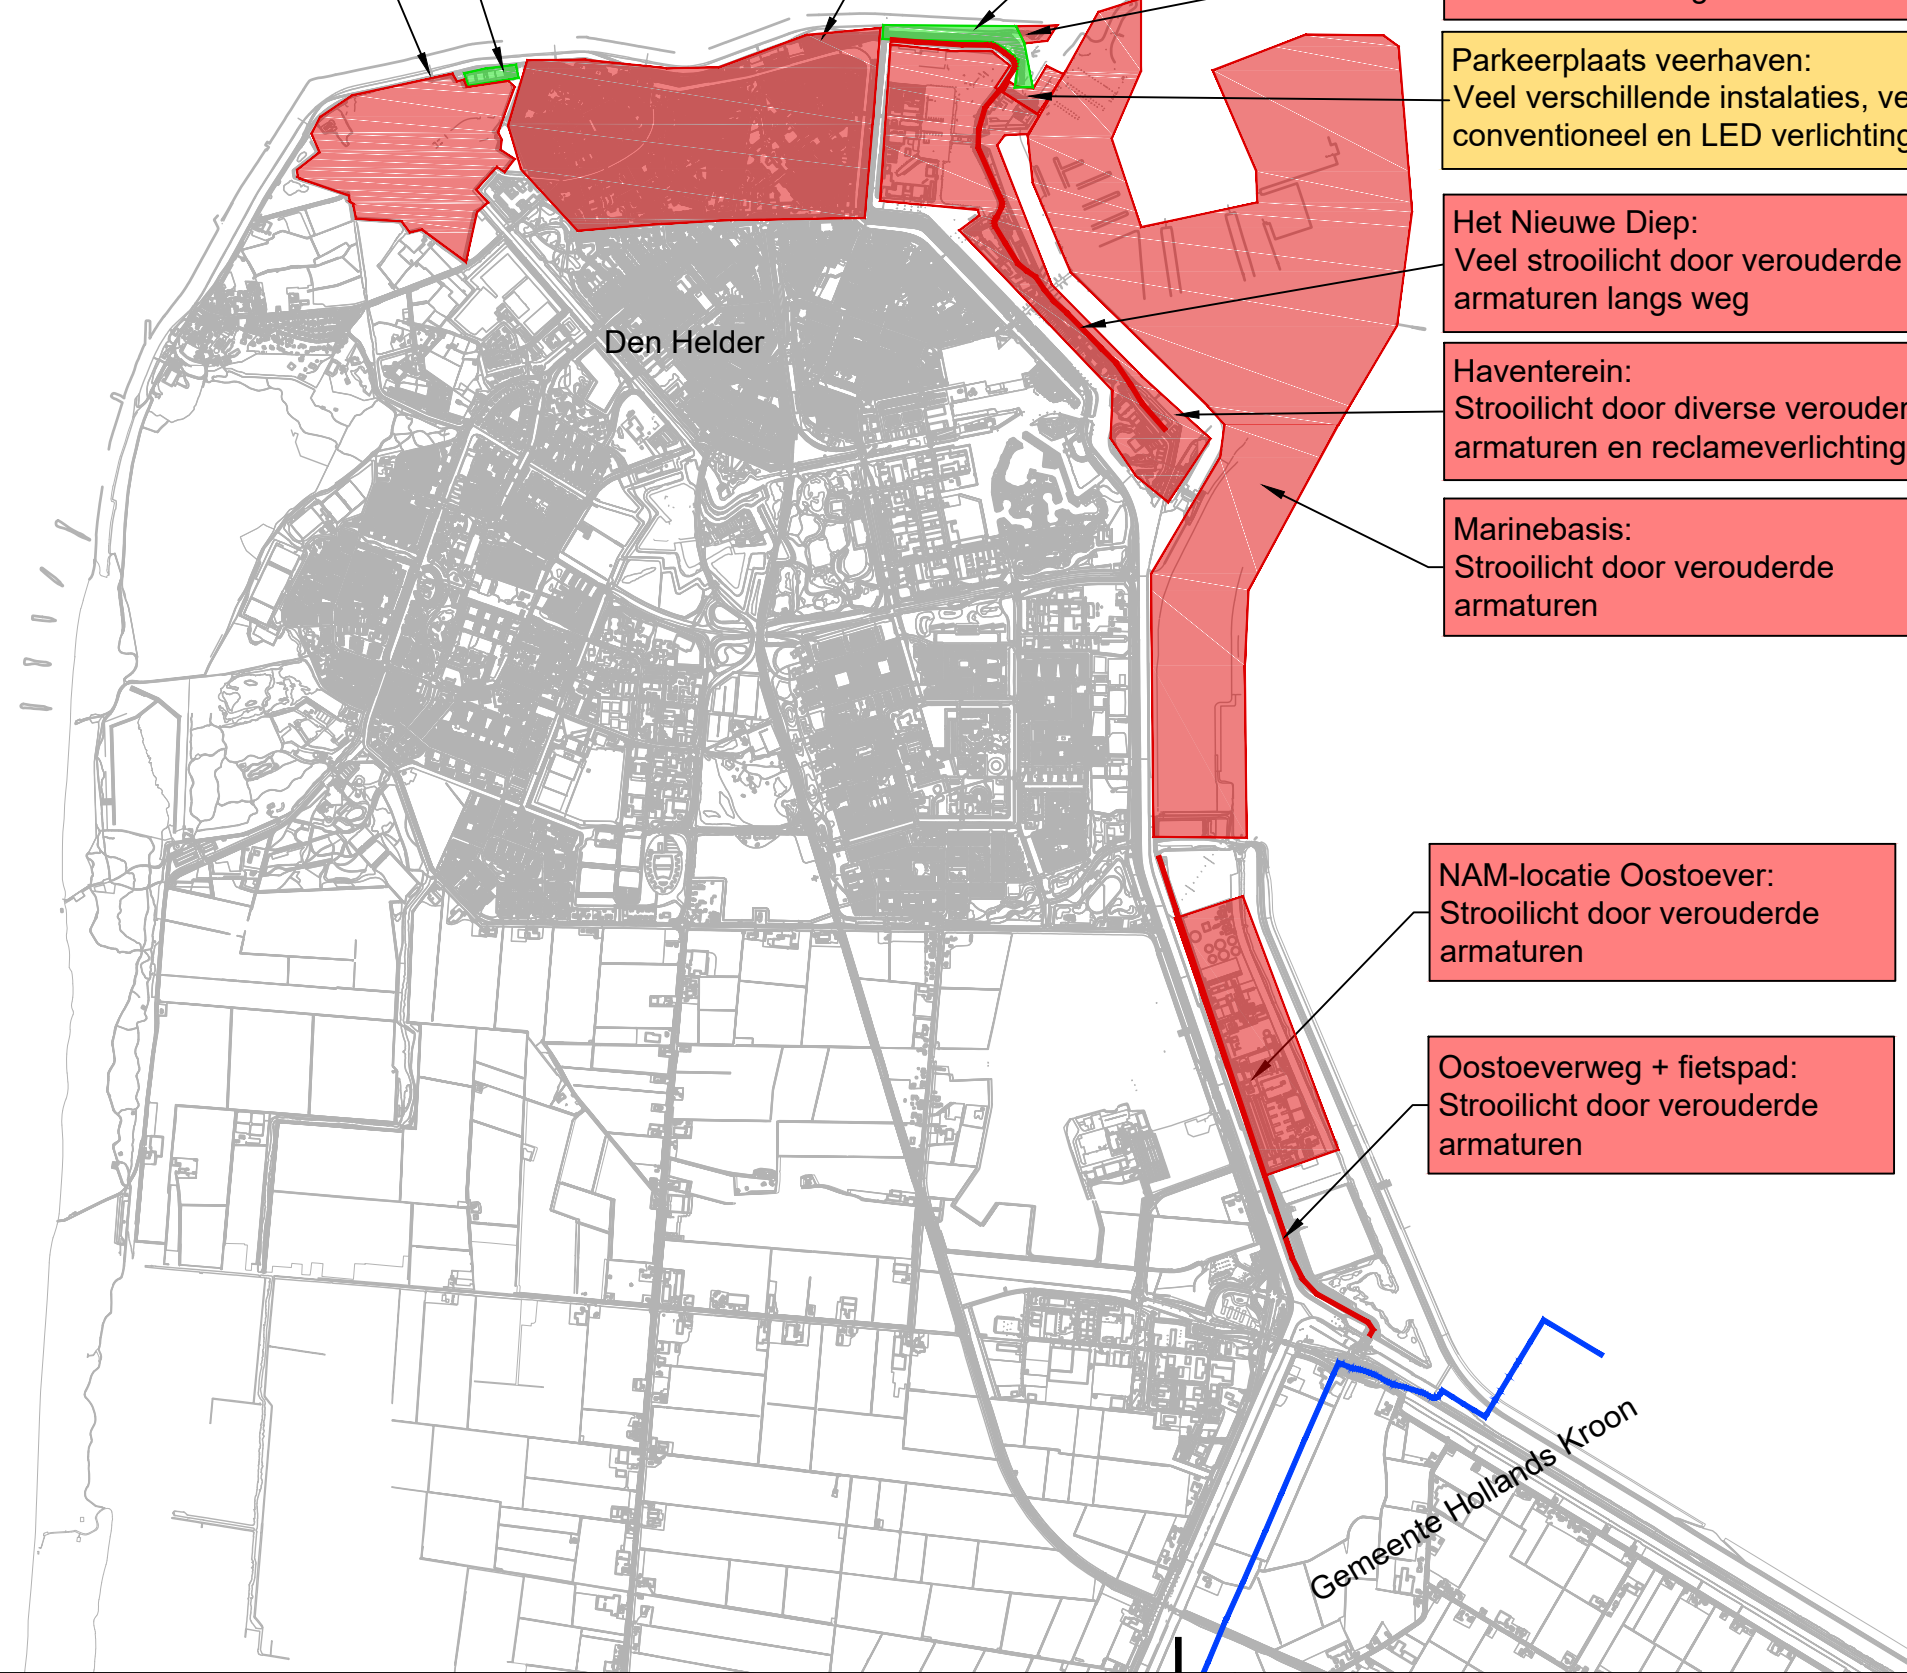 Parkeerplaats veerhaven:
Veel verschillende instalaties,
conventioneel en LED verlichting
Het Nieuwe Diep:
Veel strooilicht door verouderde
armaturen langs weg
Haventerein:
Strooilicht door diverse
armaturen en reclameverlichting
Marinebasis:
Strooilicht door verouderde
armaturen
Den Helder
NAM-locatie Oostoever:
Strooilicht door verouderde
armaturen
Oostoeverweg + fietspad:
Strooilicht door verouderde
armaturen
Gemeente Hollands Kroon